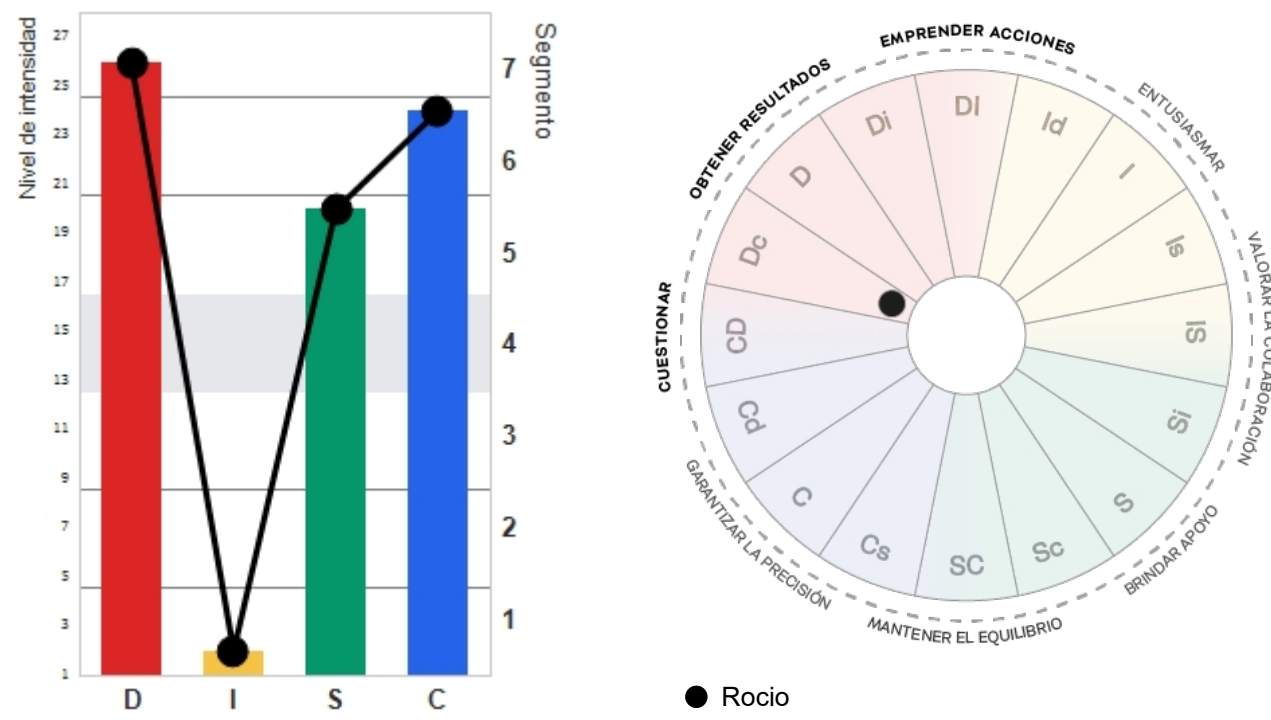 Nivel de intensidad
27
25
23
21
19
17
15
13
11
9
7
5
3
1
D
I
S
C
7
6
5
4
3
2
1
Segmento
EMPRENDER ACCIONES
ENTUSIASMAR
VALORAR LA COLABORACIÓN
BRINDAR APOYO
MANTENER EL EQUILIBRIO
GARANTIZAR LA PRECISIÓN
CUESTIONAR
OBTENER RESULTADOS
DI
Id
I
Is
IS
Si
S
Sc
SC
Cs
C
Cd
CD
Dc
D
Di
Rocio